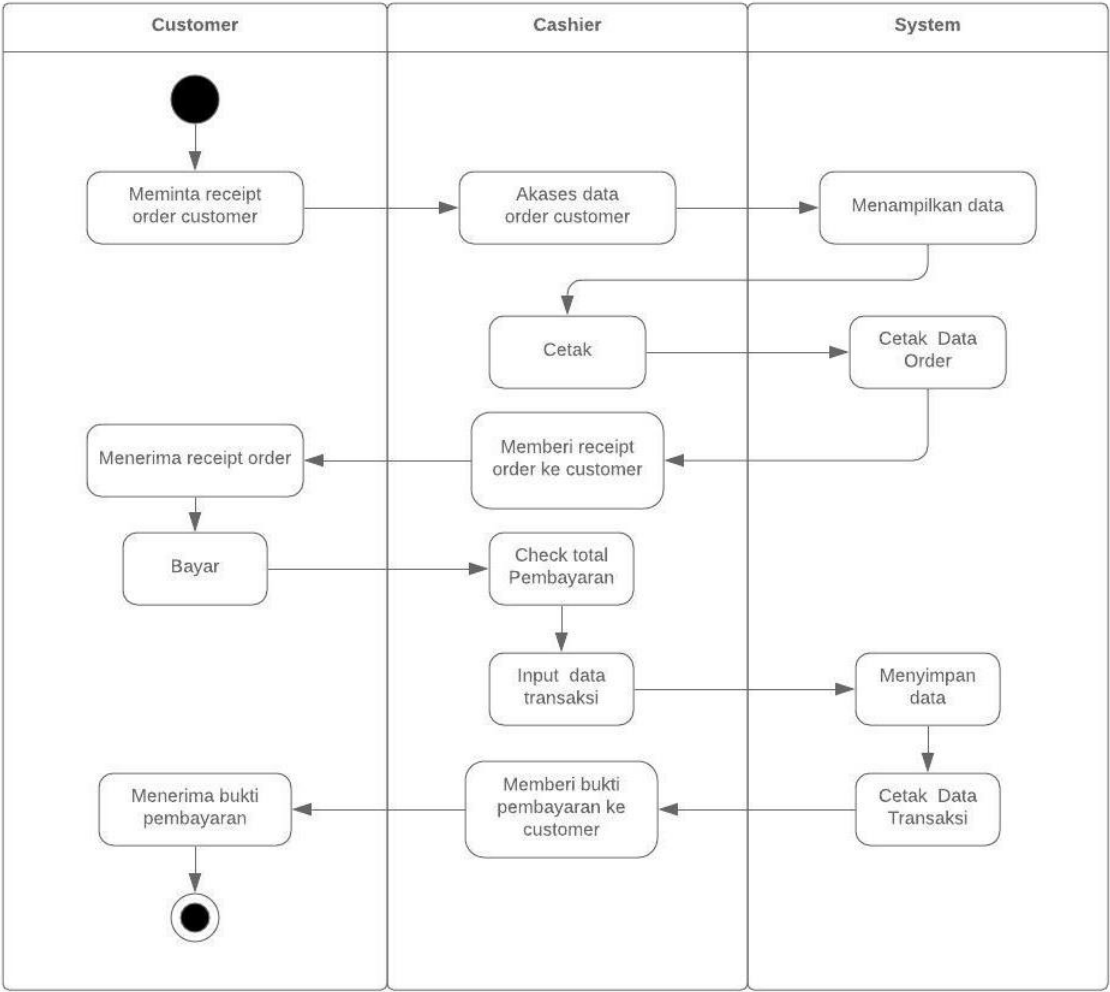 Customer
Cashier
System
Meminta receipt
order customer
Akases data
order customer
Menampilkan data
Cetak
Cetak  Data
Order
Menerima receipt order
Memberi receipt
order ke customer
Bayar
Check total
Pembayaran
Input  data
transaksi
Menyimpan
data
Menerima bukti
pembayaran
Memberi bukti
pembayaran ke
customer
Cetak  Data
Transaksi